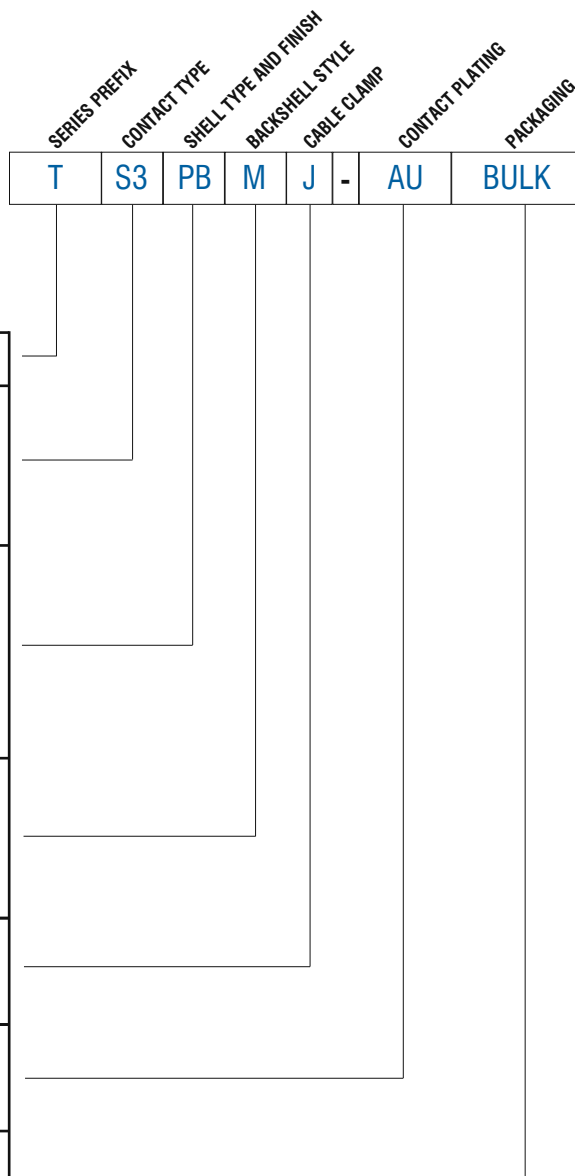 SERIES PREFIX
CONTACT TYPE
SHELL TYPE AND FINISH
BACKSHELL STYLE
CABLE CLAMP
CONTACT PLATING
PACKAGING
T S3 PB M J - AU BULK